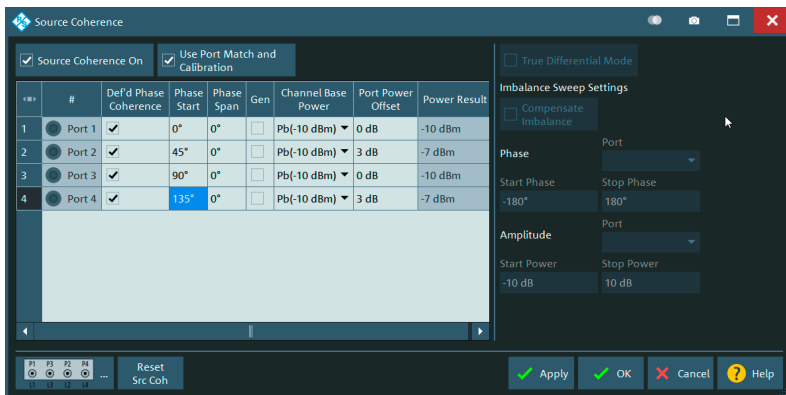 Source Coherence
Source Coherence On
Use Port Match and
Calibration
# Def'd Phase Coherence Phase Start Phase Span Gen Channel Base Power Port Power Offset Power Result
1 Port 1 0° 0° Pb(-10 dBm) 0 dB -10 dBm
2 Port 2 45° 0° Pb(-10 dBm) 3 dB -7 dBm
3 Port 3 90° 0° Pb(-10 dBm) 0 dB -10 dBm
4 Port 4 135° 0° Pb(-10 dBm) 3 dB -7 dBm
True Differential Mode
Imbalance Sweep Settings
Compensate
Imbalance
Port
Phase
Start Phase Stop Phase
-180° 180°
Port
Amplitude
Start Power Stop Power
-10 dB 10 dB
P1 P3 P2 P4
L1 L3 L2 L4
...
Reset
Src Coh
Apply OK Cancel ? Help